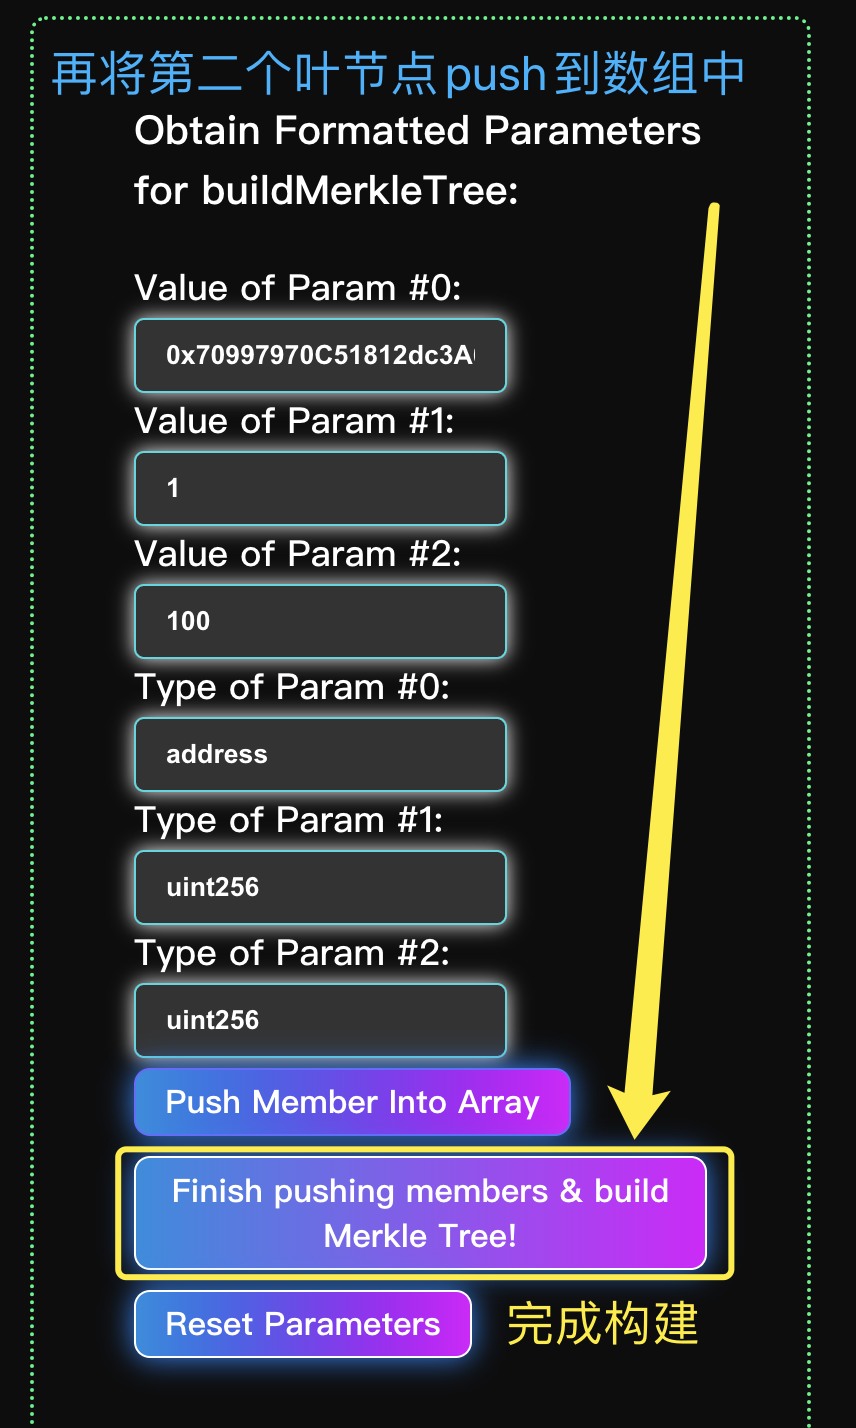 再将第二个叶节点push到数组中
Obtain Formatted Parameters
for buildMerkleTree:
Value of Param #0:
0x70997970C51812dc3A
Value of Param #1:
1
Value of Param #2:
100
Type of Param #0:
address
Type of Param #1:
uint256
Type of Param #2:
uint256
Push Member Into Array
Finish pushing members & build
Merkle Tree!
Reset Parameters
完成构建